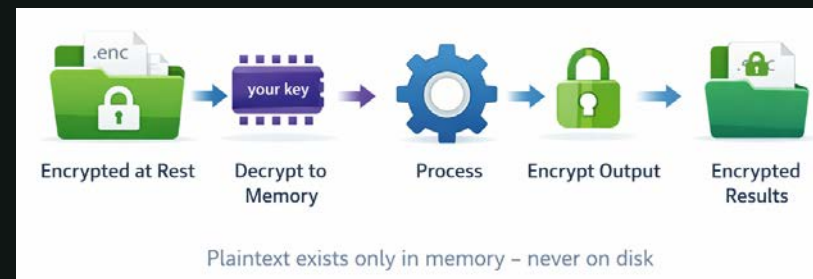 .enc
your key
Encrypted at Rest
Decrypt to
Memory
Process
Encrypt Output
Encrypted
Results
Plaintext exists only in memory – never on disk